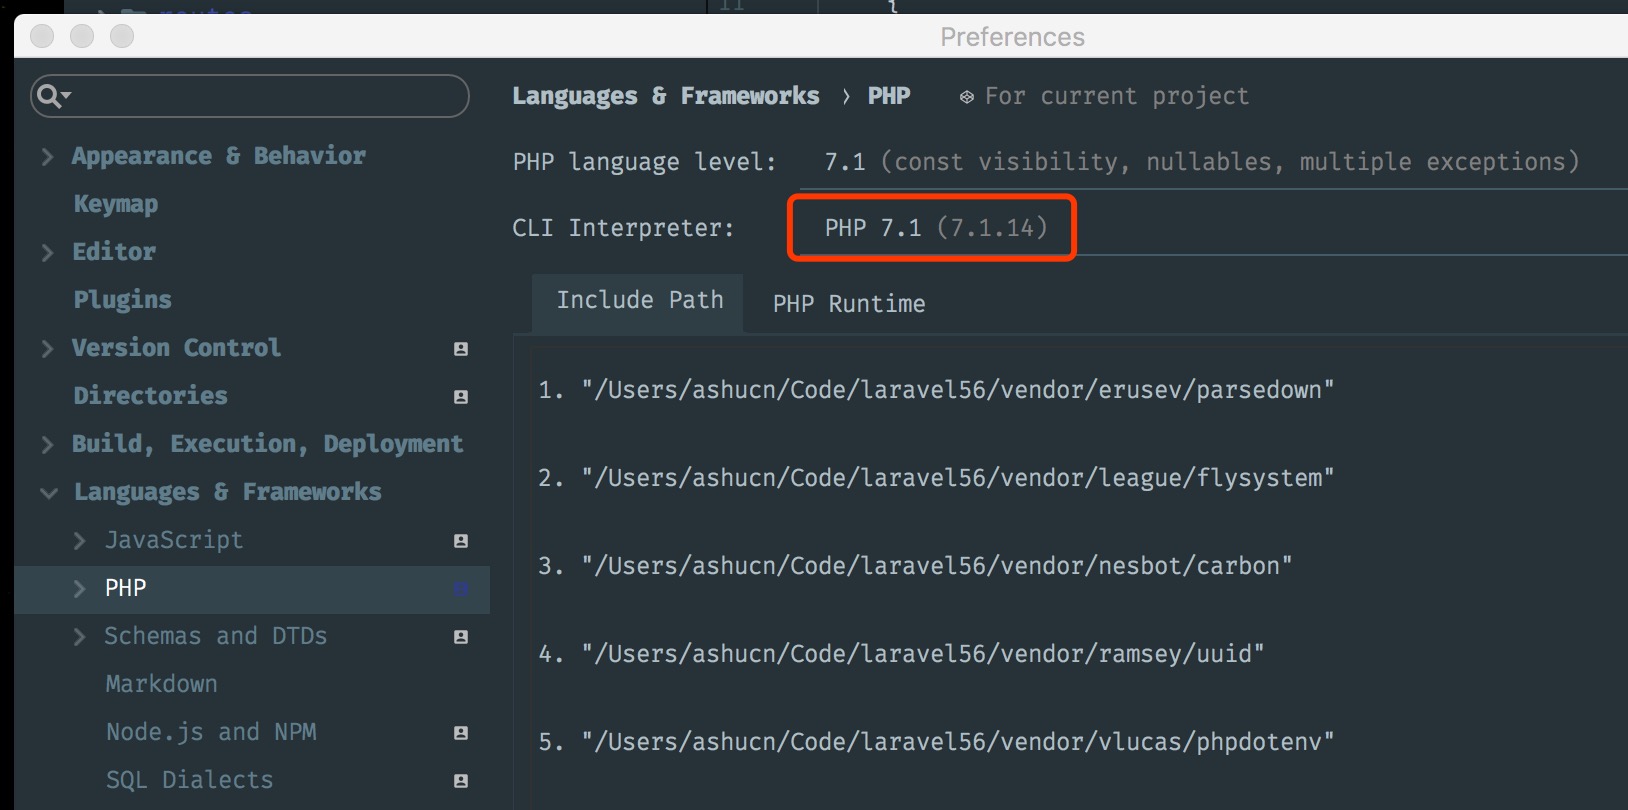 routes
11
{
Preferences
Languages & Frameworks › PHP For current project
PHP language level: 7.1 (const visibility, nullables, multiple exceptions)
CLI Interpreter: PHP 7.1 (7.1.14)
Include Path PHP Runtime
1. "/Users/ashucn/Code/laravel56/vendor/erusev/parsedown"
2. "/Users/ashucn/Code/laravel56/vendor/league/flysystem"
3. "/Users/ashucn/Code/laravel56/vendor/nesbot/carbon"
4. "/Users/ashucn/Code/laravel56/vendor/ramsey/uuid"
5. "/Users/ashucn/Code/laravel56/vendor/vlucas/phpdotenv"
Appearance & Behavior
Keymap
Editor
Plugins
Version Control
Directories
Build, Execution, Deployment
Languages & Frameworks
JavaScript
PHP
Schemas and DTDs
Markdown
Node.js and NPM
SQL Dialects